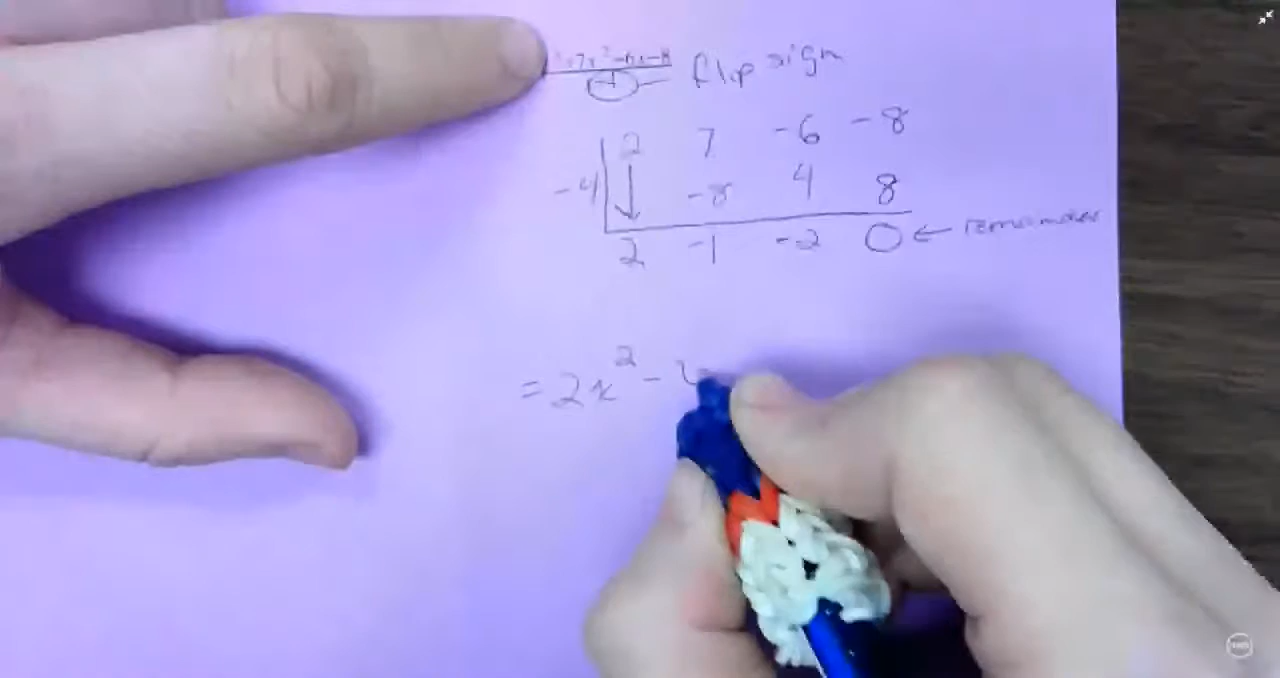 flip sign
2 7 -6 -8
-4 -8 4 8
2 -1 -2 0 ← remainder
= 2x² -